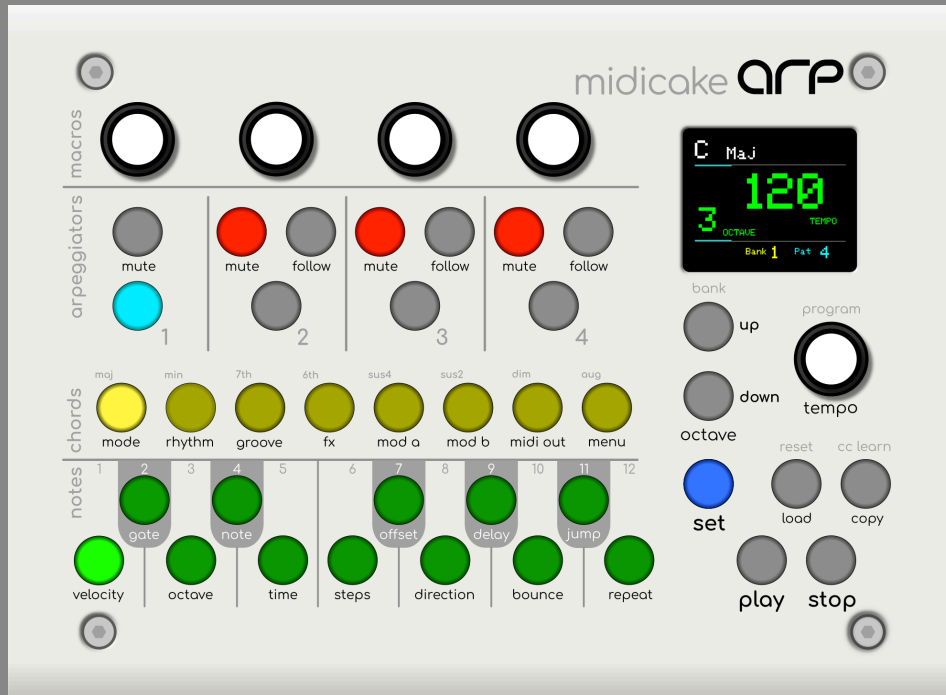 midicake arp
macros
C Maj
120
TEMPO
3 OCTAVE
Bank 1 Pat 4
arpeggiators
mute mute follow mute follow mute follow
1 2 3 4
bank
up
program
down
tempo
octave
chords
maj min 7th 6th sus4 sus2 dim aug
mode rhythm groove fx mod a mod b midi out menu
notes
1 2 3 4 5 6 7 8 9 10 11 12
gate note offset delay jump
velocity octave time steps direction bounce repeat
reset cc learn
set load copy
play stop